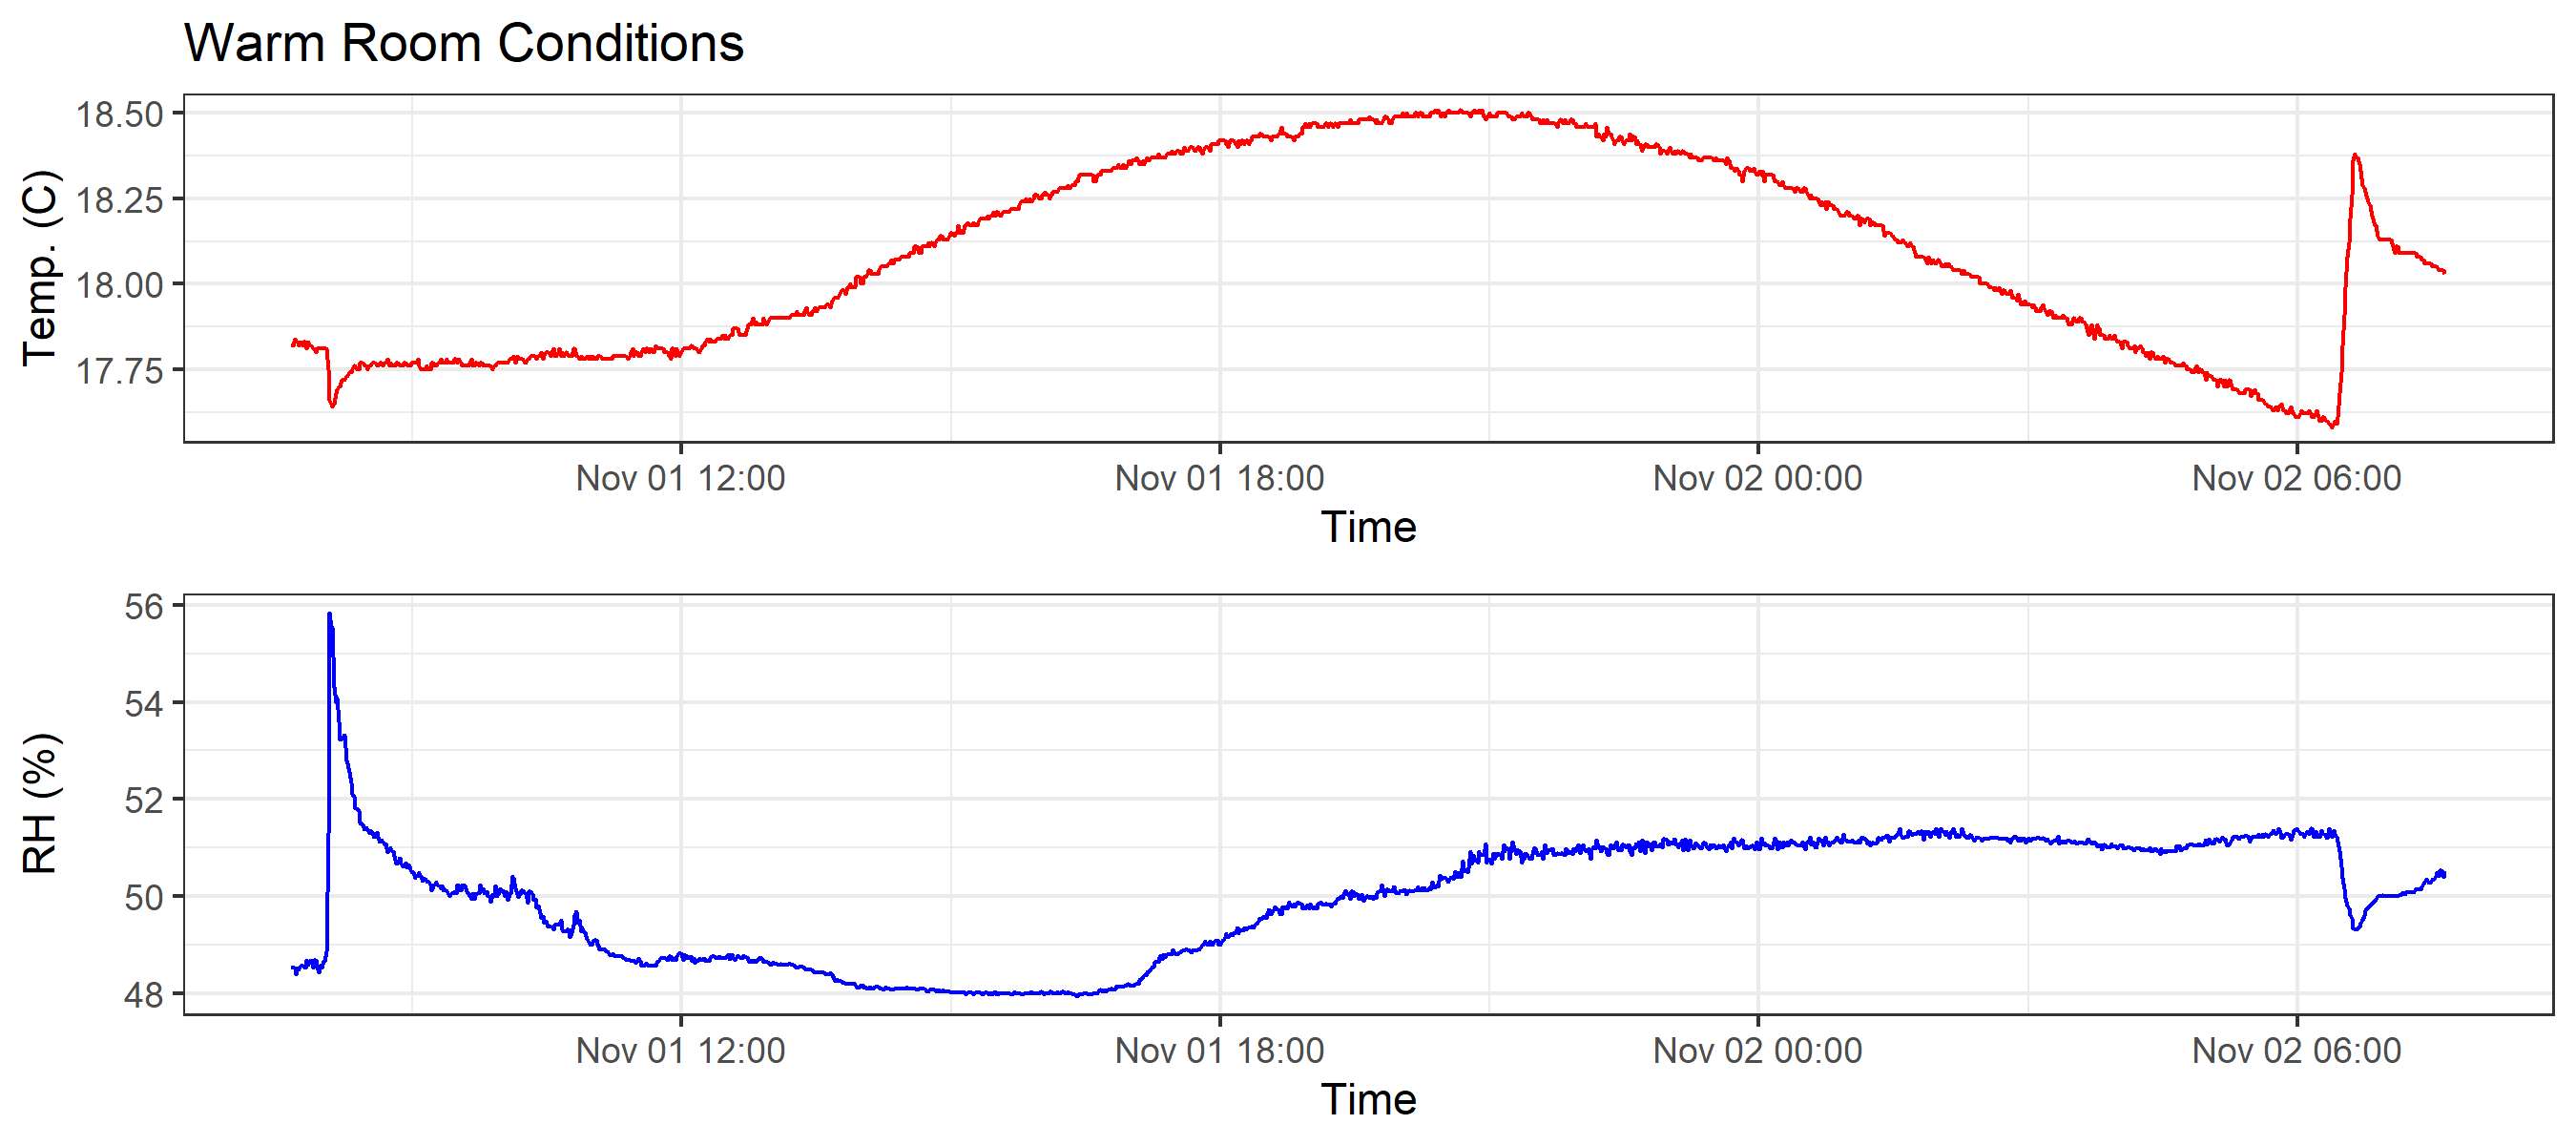 Warm Room Conditions
Temp. (C)
18.50
18.25
18.00
17.75
Nov 01 12:00 Nov 01 18:00 Nov 02 00:00 Nov 02 06:00
Time
RH (%)
56
54
52
50
48
Nov 01 12:00 Nov 01 18:00 Nov 02 00:00 Nov 02 06:00
Time